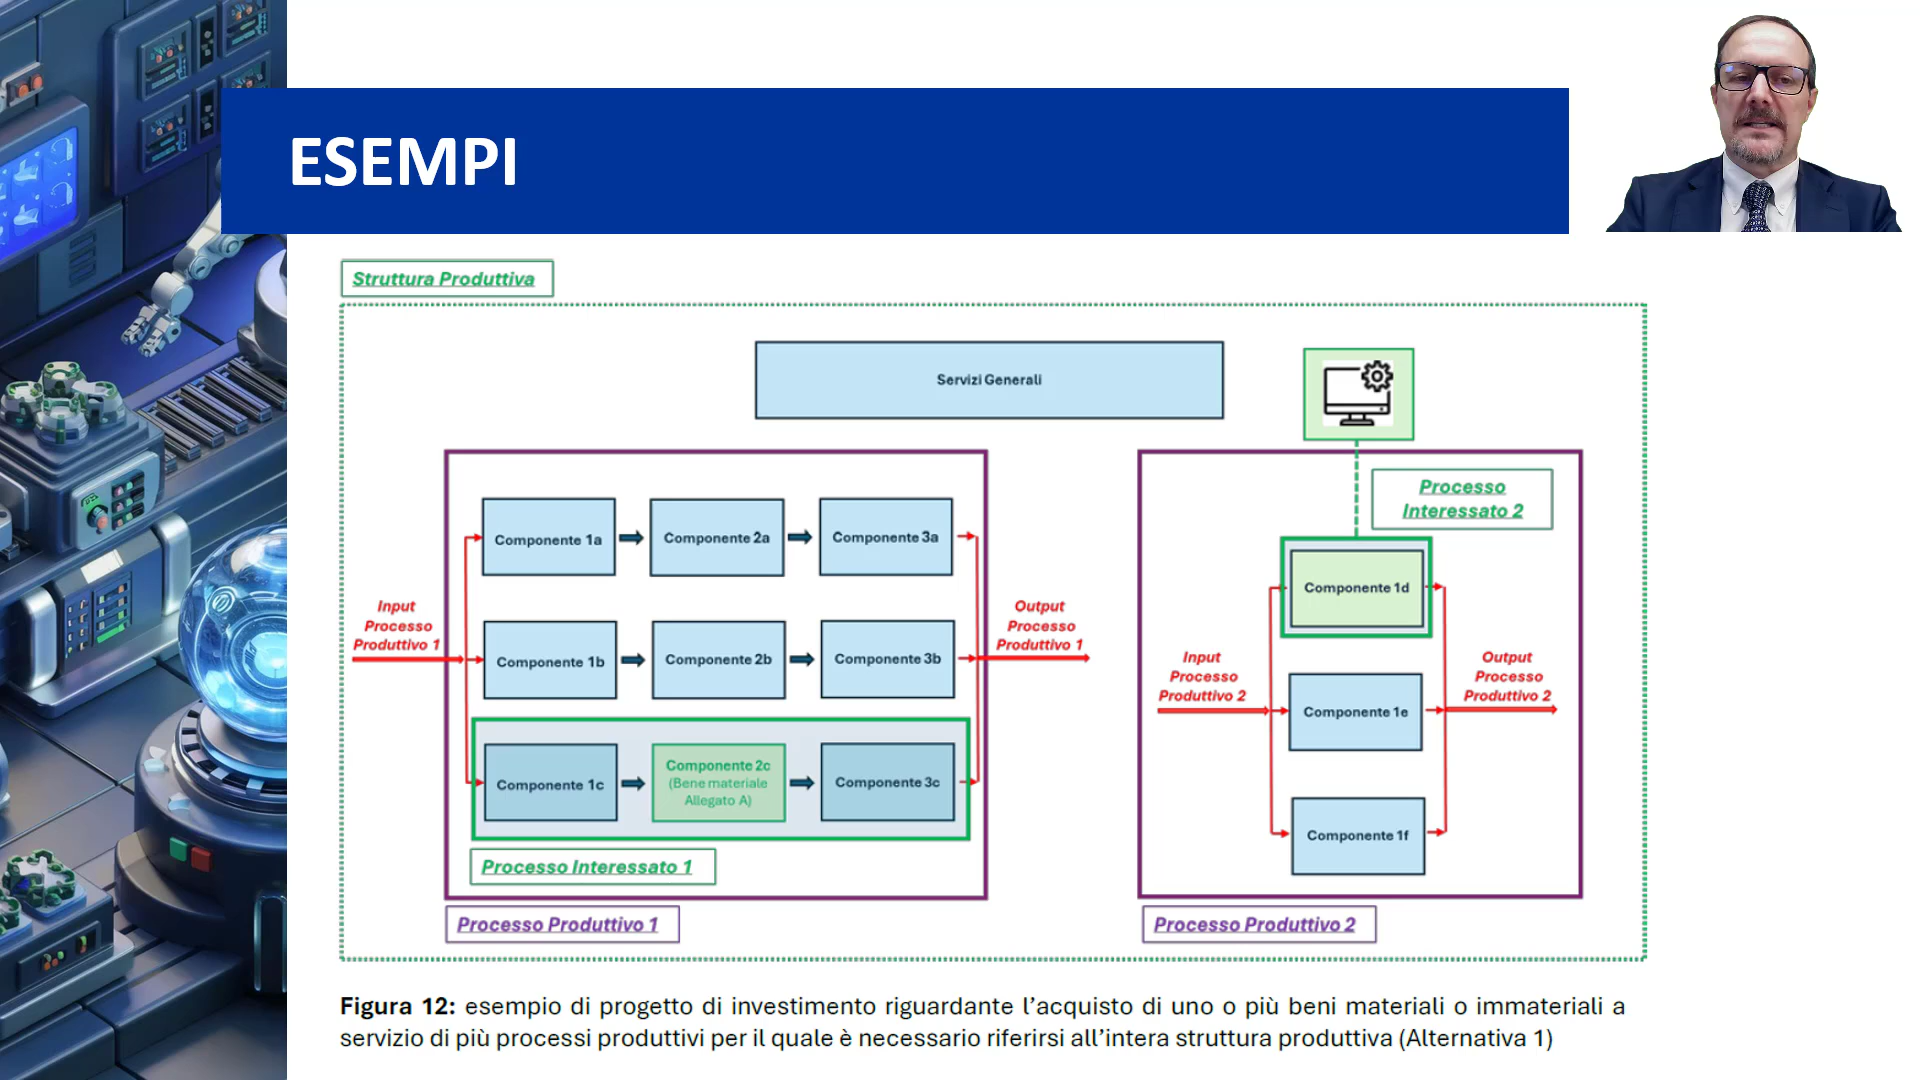 ESEMPI
Struttura Produttiva
Servizi Generali
Processo
Interessato 2
Componente 1a
Componente 2a
Componente 3a
Componente 1d
Input
Processo
Produttivo 1
Output
Processo
Produttivo 1
Componente 1b
Componente 2b
Componente 3b
Input
Processo
Produttivo 2
Componente 1e
Output
Processo
Produttivo 2
Componente 1c
Componente 2c
(Bene materiale
Allegato A)
Componente 3c
Componente 1f
Processo Interessato 1
Processo Produttivo 1
Processo Produttivo 2
Figura 12: esempio di progetto di investimento riguardante l’acquisto di uno o più beni materiali o immateriali a
servizio di più processi produttivi per il quale è necessario riferirsi all’intera struttura produttiva (Alternativa 1)